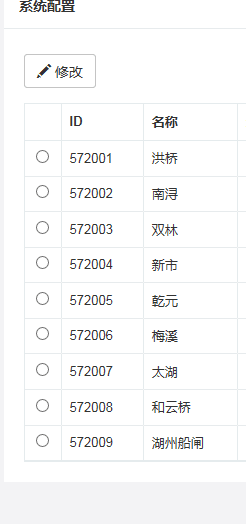 系统配置
修改
ID 名称
572001 洪桥
572002 南浔
572003 双林
572004 新市
572005 乾元
572006 梅溪
572007 太湖
572008 和云桥
572009 湖州船闸